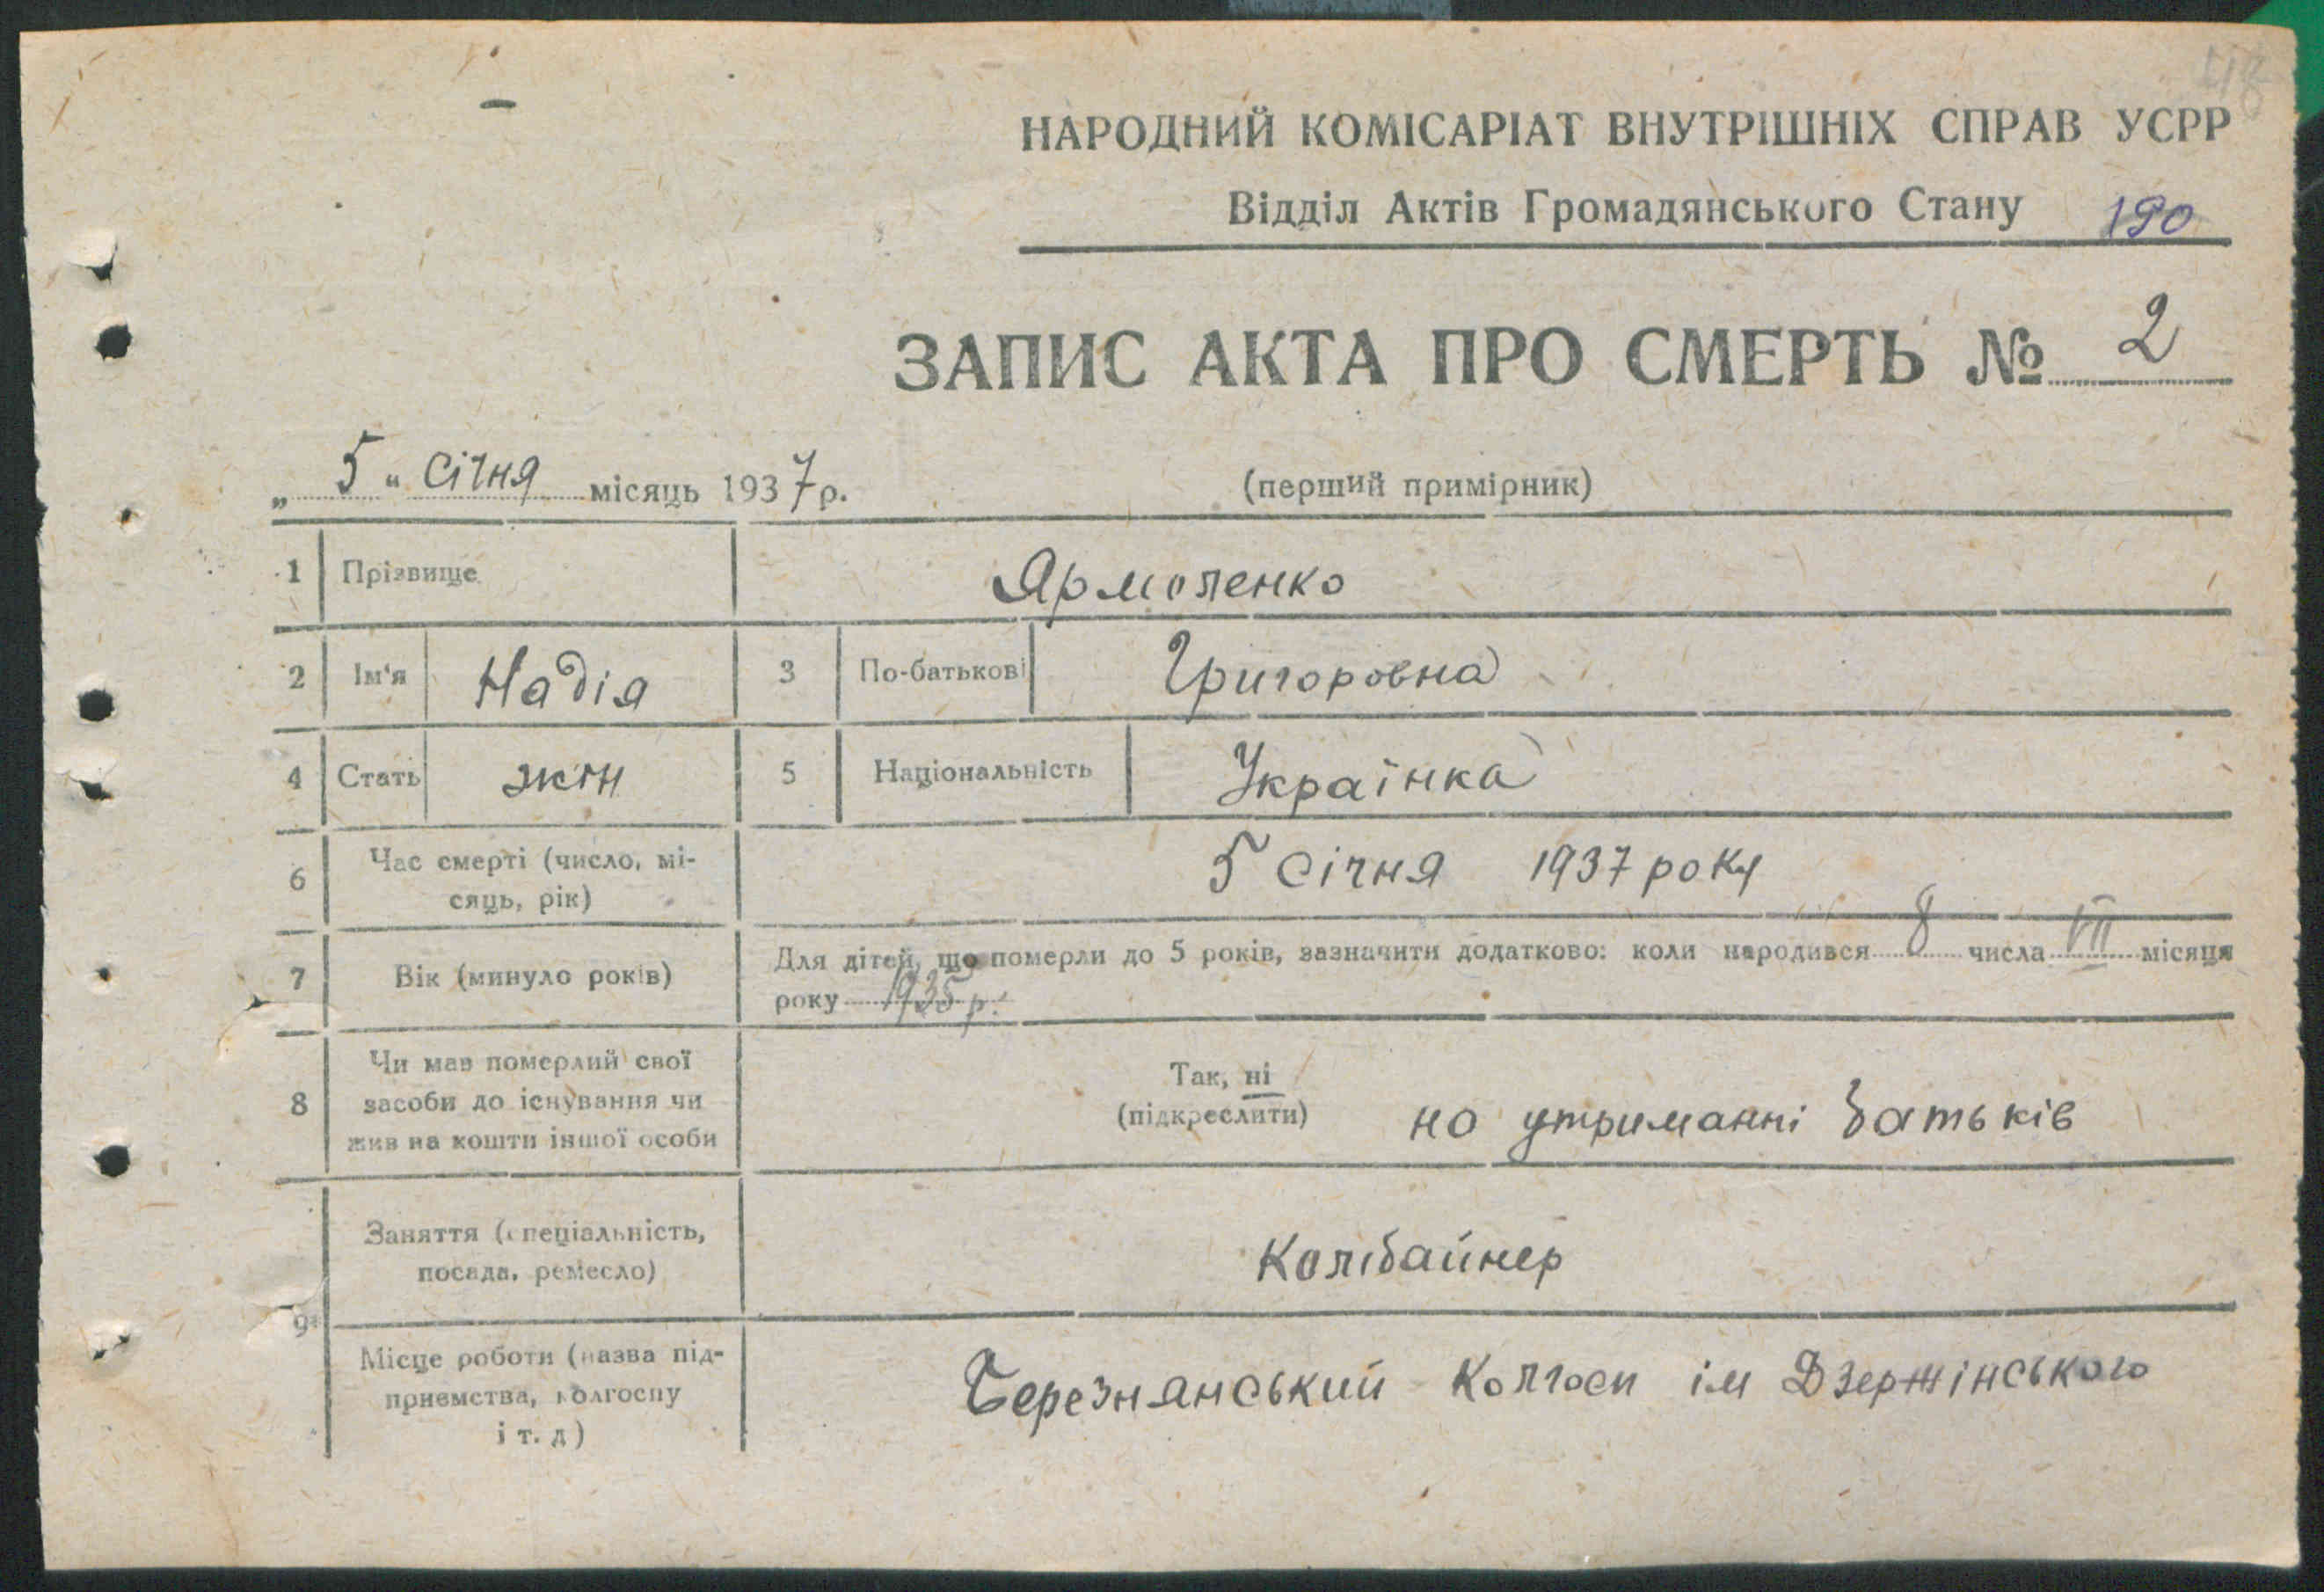 НАРОДНИЙ КОМІСАРІАТ ВНУТРІШНІХ СПРАВ УСРР
Відділ Актів Громадянського Стану 190
ЗАПИС АКТА ПРО СМЕРТЬ № 2
„ 5 “ Січня місяць 1937 р. (перший примірник)
1 Прізвище Ярмоленко
2 Ім'я Надія 3 По-батькові Григоровна
4 Стать жін 5 Національність Українка
6 Час смерті (число, мі-
сяць, рік) 5 Січня 1937 року
7 Вік (минуло років) Для дітей, що померли до 5 років, зазначити додатково: коли народився 8 числа VII місяця
року 1935 р.
8 Чи мав померлий свої
засоби до існування чи
жив на кошти іншої особи
Так, ні
(підкреслити) на утриманні батьків
9 Заняття (спеціальність,
посада, ремесло) Комбайнер
Місце роботи (назва під-
приємства, колгоспу
і т. д) Березнянський Колгосп ім Дзержінського